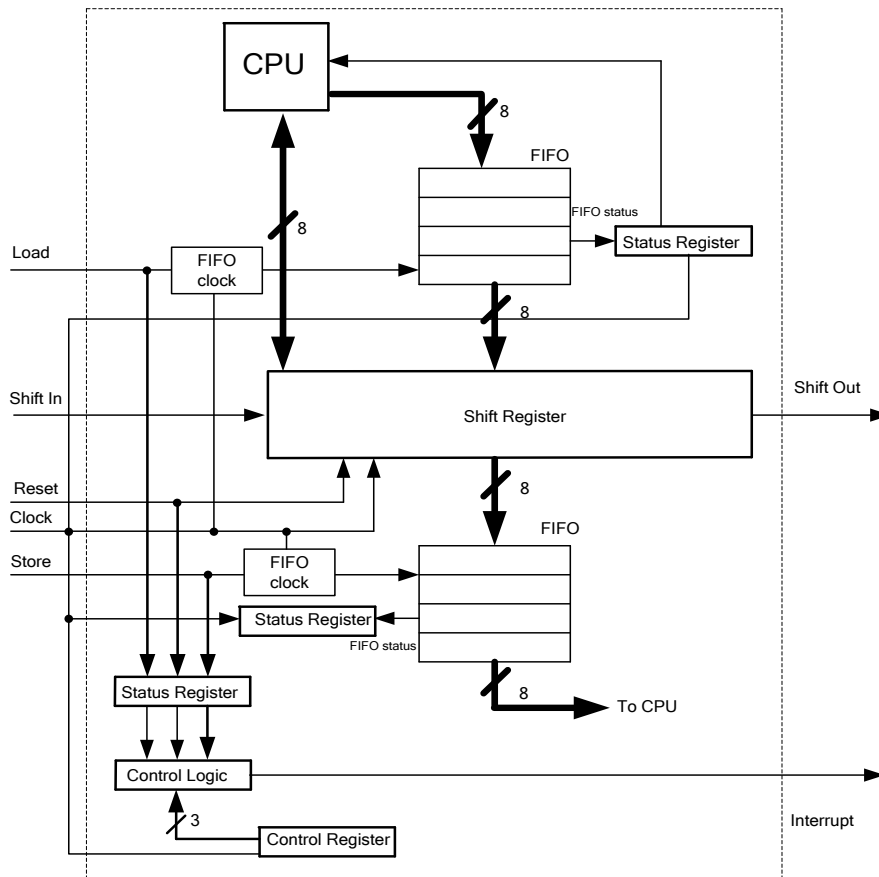 CPU
8
FIFO
8
FIFO status
Status Register
Load
FIFO
clock
8
Shift In
Shift Register
Shift Out
Reset
8
Clock
FIFO
Store
FIFO
clock
Status Register
FIFO status
Status Register
8
To CPU
Control Logic
3
Control Register
Interrupt
8